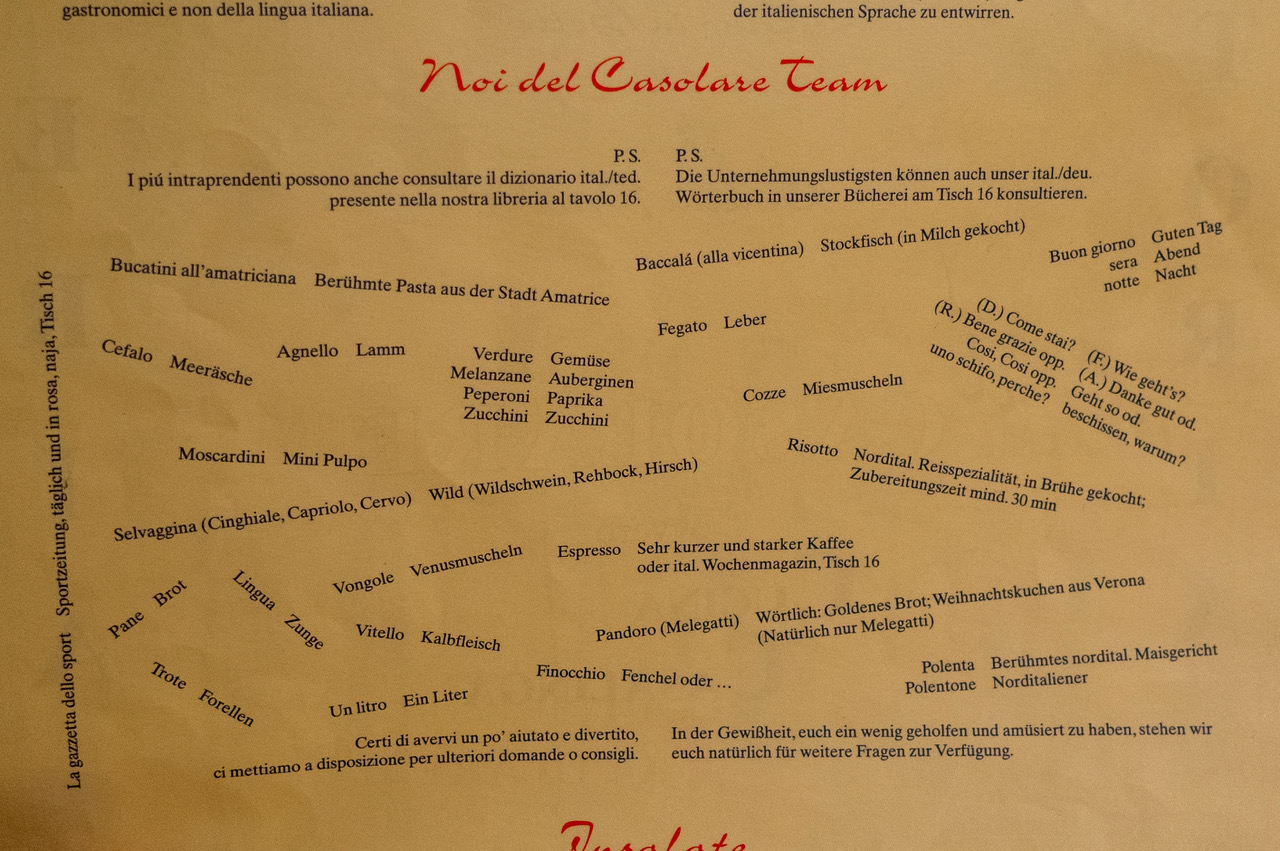 gastronomici e non della lingua italiana.
der italienischen Sprache zu entwirren.
Noi del Casolare Team
P. S.
I piú intraprendenti possono anche consultare il dizionario ital./ted.
presente nella nostra libreria al tavolo 16.
P. S.
Die Unternehmungslustigsten können auch unser ital./deu.
Wörterbuch in unserer Bücherei am Tisch 16 konsultieren.
Bucatini all'amatriciana Berühmte Pasta aus der Stadt Amatrice
Baccalá (alla vicentina) Stockfisch (in Milch gekocht)
Buon giorno Guten Tag
sera Abend
notte Nacht
Cefalo Meeräsche
Agnello Lamm
Verdure Gemüse
Melanzane Auberginen
Peperoni Paprika
Zucchini Zucchini
Fegato Leber
Cozze Miesmuscheln
(D.) Come stai? (F.) Wie geht's?
(R.) Bene grazie opp. (A.) Danke gut od.
Cosi, Cosi opp. Geht so od.
uno schifo, perche? beschissen, warum?
Moscardini Mini Pulpo
Risotto Nordital. Reisspezialität, in Brühe gekocht;
Zubereitungszeit mind. 30 min
Selvaggina (Cinghiale, Capriolo, Cervo) Wild (Wildschwein, Rehbock, Hirsch)
Pane Brot
Lingua Zunge
Vongole Venusmuscheln
Espresso Sehr kurzer und starker Kaffee
oder ital. Wochenmagazin, Tisch 16
Vitello Kalbfleisch
Pandoro (Melegatti) Wörtlich: Goldenes Brot; Weihnachtskuchen aus Verona
(Natürlich nur Melegatti)
Trote Forellen
Un litro Ein Liter
Finocchio Fenchel oder ...
Polenta Berühmtes nordital. Maisgericht
Polentone Norditaliener
La gazzetta dello sport Sportzeitung, täglich und in rosa, naja, Tisch 16
Certi di avervi un po' aiutato e divertito,
ci mettiamo a disposizione per ulteriori domande o consigli.
In der Gewißheit, euch ein wenig geholfen und amüsiert zu haben, stehen wir
euch natürlich für weitere Fragen zur Verfügung.